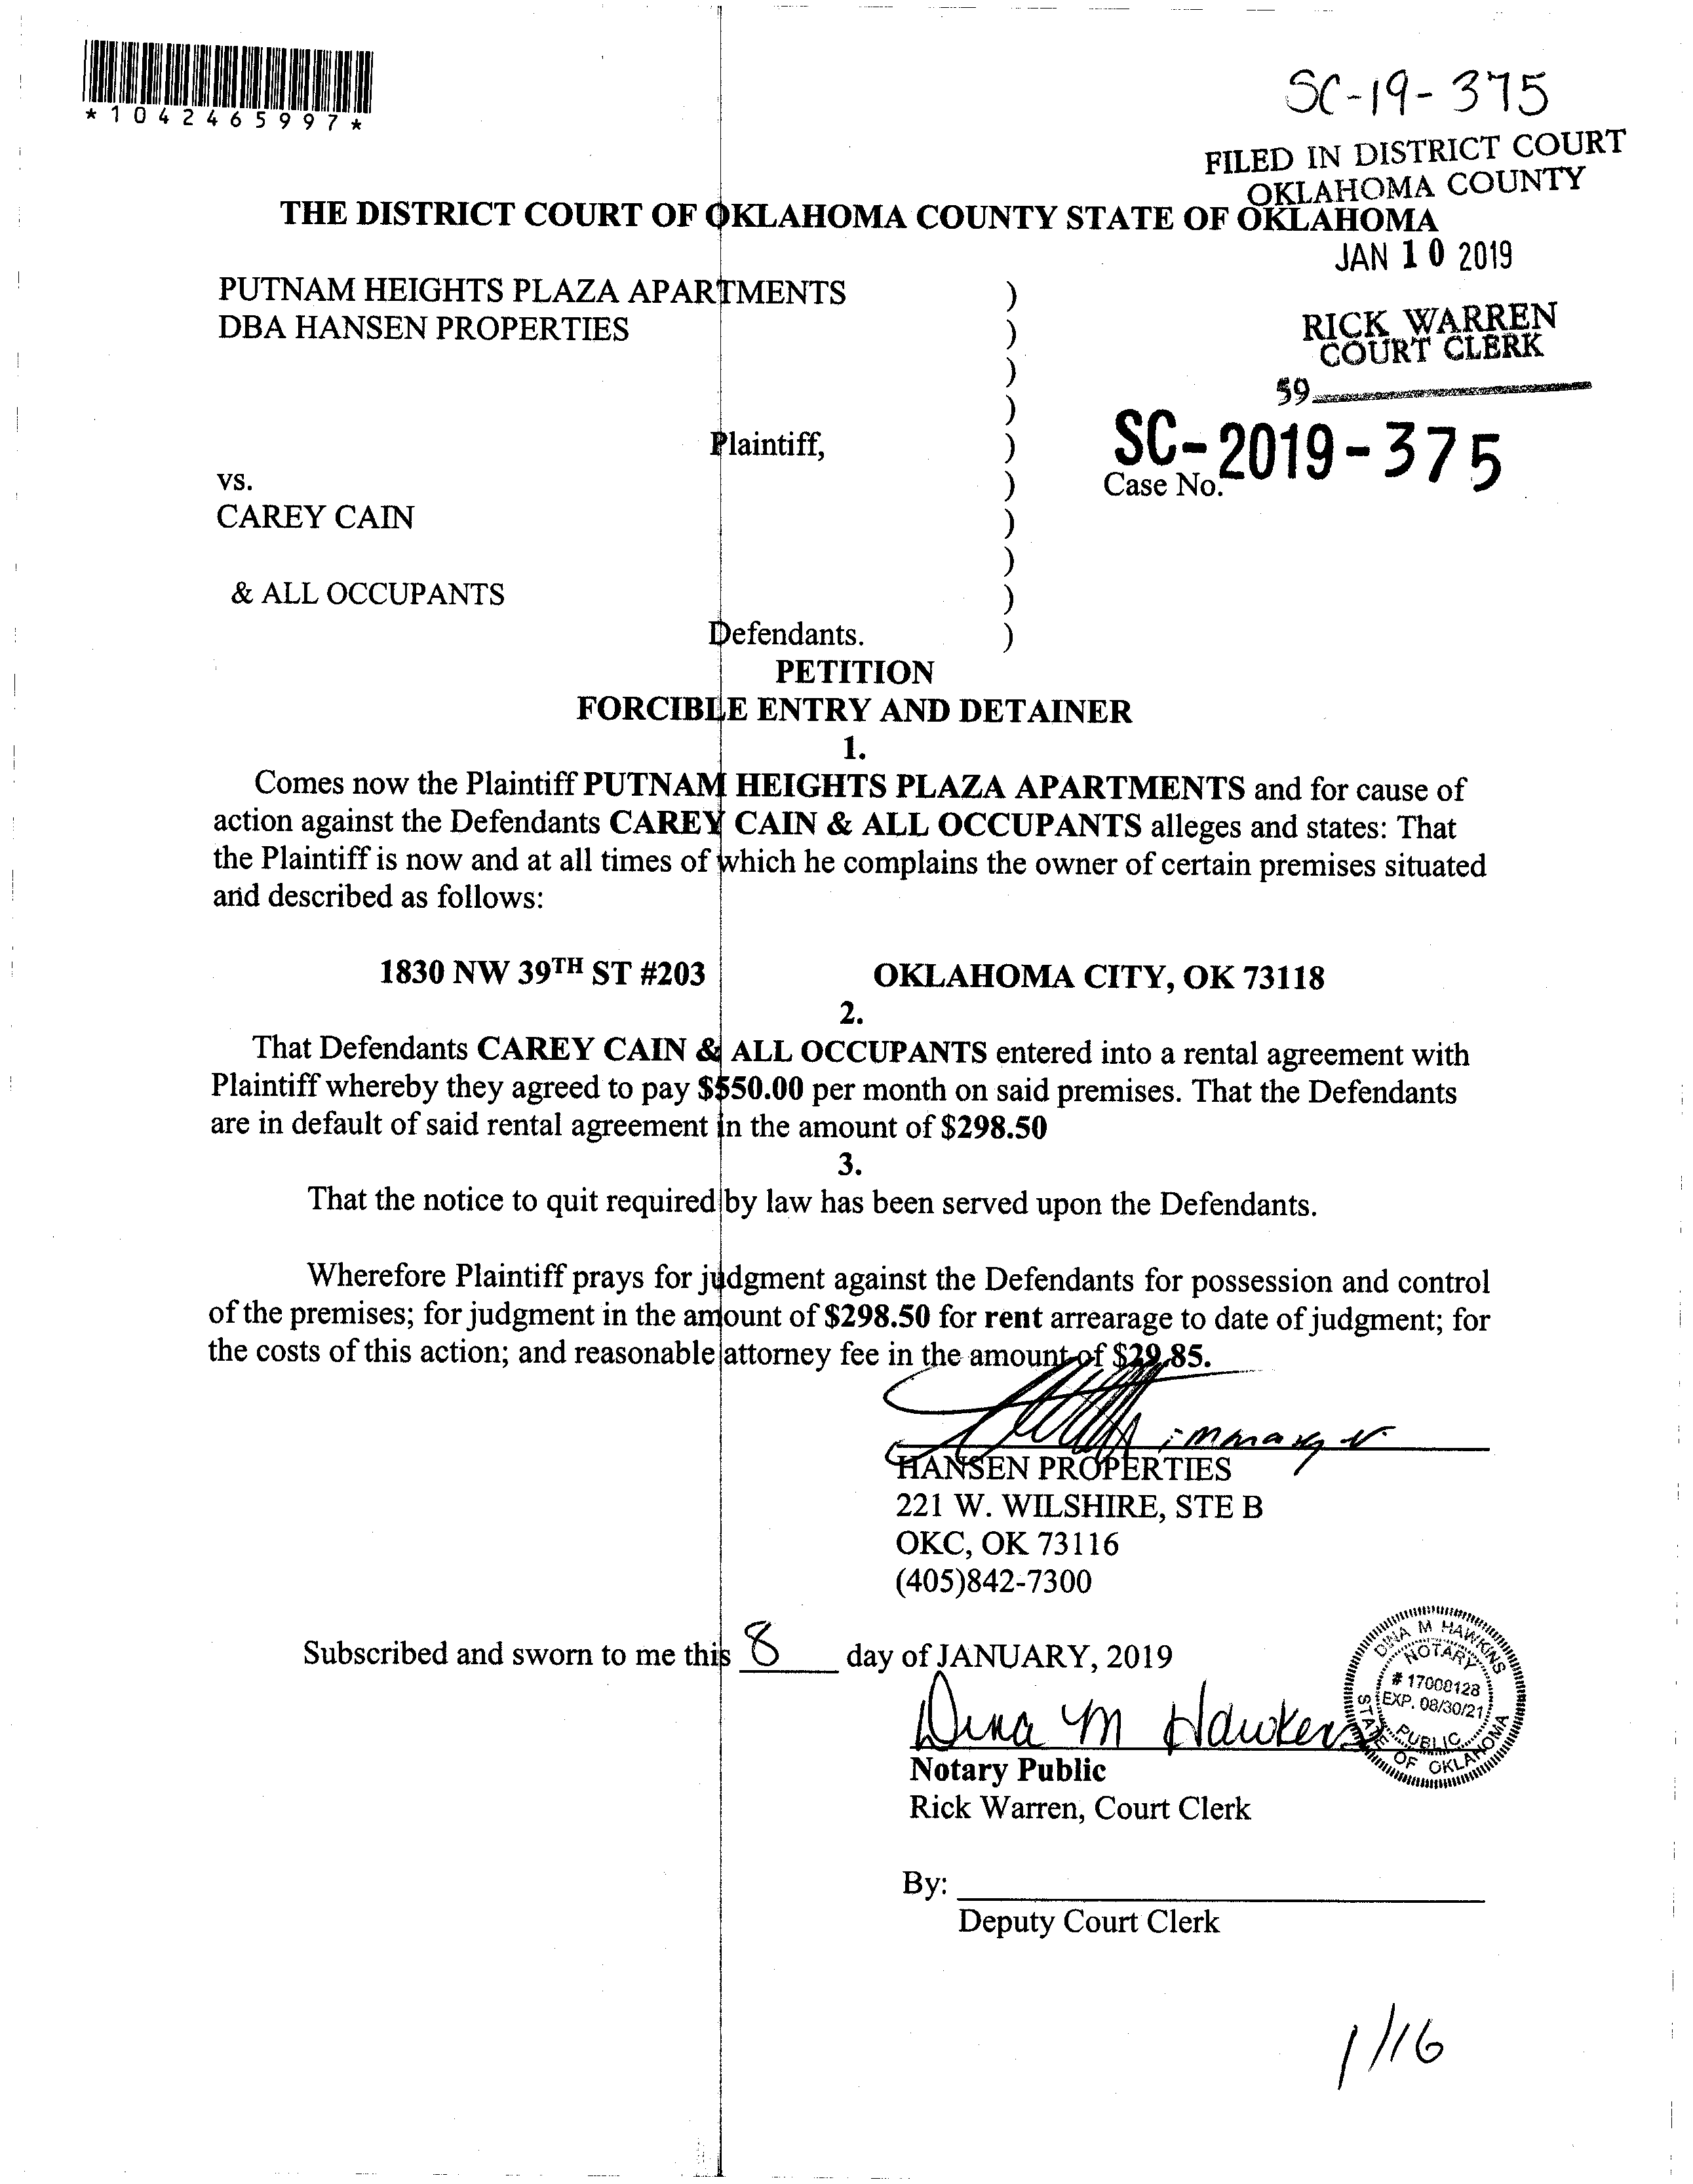 *1042465997*
SC-19-375
FILED IN DISTRICT COURT
OKLAHOMA COUNTY
THE DISTRICT COURT OF OKLAHOMA COUNTY STATE OF OKLAHOMA
JAN 10 2019
PUTNAM HEIGHTS PLAZA APARTMENTS )
DBA HANSEN PROPERTIES )
RICK WARREN
COURT CLERK
)
59
)
Plaintiff, )
SC-2019-375
vs. ) Case No.
CAREY CAIN )
)
& ALL OCCUPANTS )
Defendants. )
PETITION
FORCIBLE ENTRY AND DETAINER
1.
Comes now the Plaintiff PUTNAM HEIGHTS PLAZA APARTMENTS and for cause of
action against the Defendants CAREY CAIN & ALL OCCUPANTS alleges and states: That
the Plaintiff is now and at all times of which he complains the owner of certain premises situated
and described as follows:
1830 NW 39TH ST #203 OKLAHOMA CITY, OK 73118
2.
That Defendants CAREY CAIN & ALL OCCUPANTS entered into a rental agreement with
Plaintiff whereby they agreed to pay $550.00 per month on said premises. That the Defendants
are in default of said rental agreement in the amount of $298.50
3.
That the notice to quit required by law has been served upon the Defendants.
Wherefore Plaintiff prays for judgment against the Defendants for possession and control
of the premises; for judgment in the amount of $298.50 for rent arrearage to date of judgment; for
the costs of this action; and reasonable attorney fee in the amount of $29.85.
HANSEN PROPERTIES
221 W. WILSHIRE, STE B
OKC, OK 73116
(405)842-7300
Subscribed and sworn to me this 8 day of JANUARY, 2019
DINA M HAWKINS
NOTARY
# 17000128
EXP. 08/30/21
PUBLIC
STATE OF OKLAHOMA
Dina M Hawkins
Notary Public
Rick Warren, Court Clerk
By:
Deputy Court Clerk
1/16